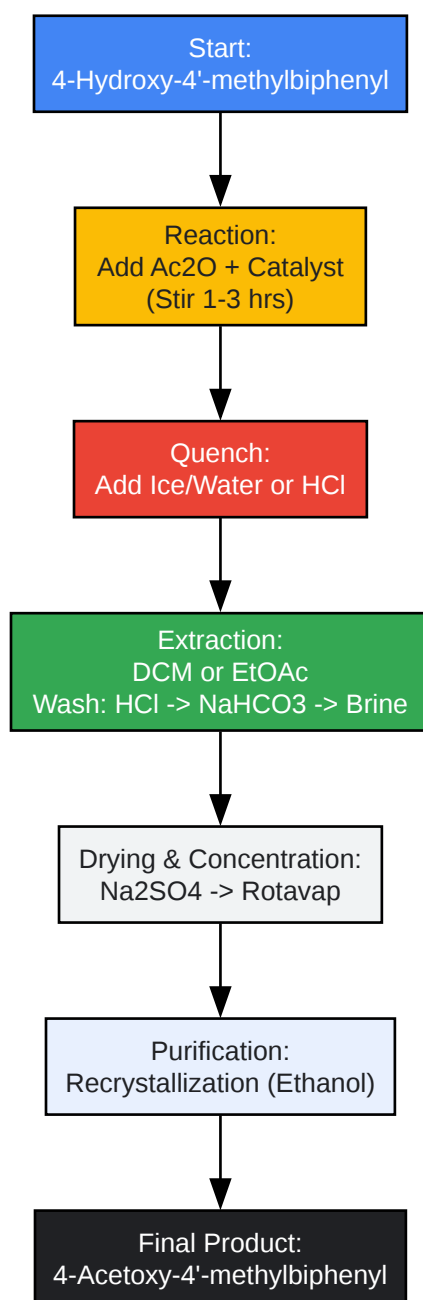 Start:
4-Hydroxy-4'-methylbiphenyl
Reaction:
Add Ac2O + Catalyst
(Stir 1-3 hrs)
Quench:
Add Ice/Water or HCl
Extraction:
DCM or EtOAc
Wash: HCl -> NaHCO3 -> Brine
Drying & Concentration:
Na2SO4 -> Rotavap
Purification:
Recrystallization (Ethanol)
Final Product:
4-Acetoxy-4'-methylbiphenyl